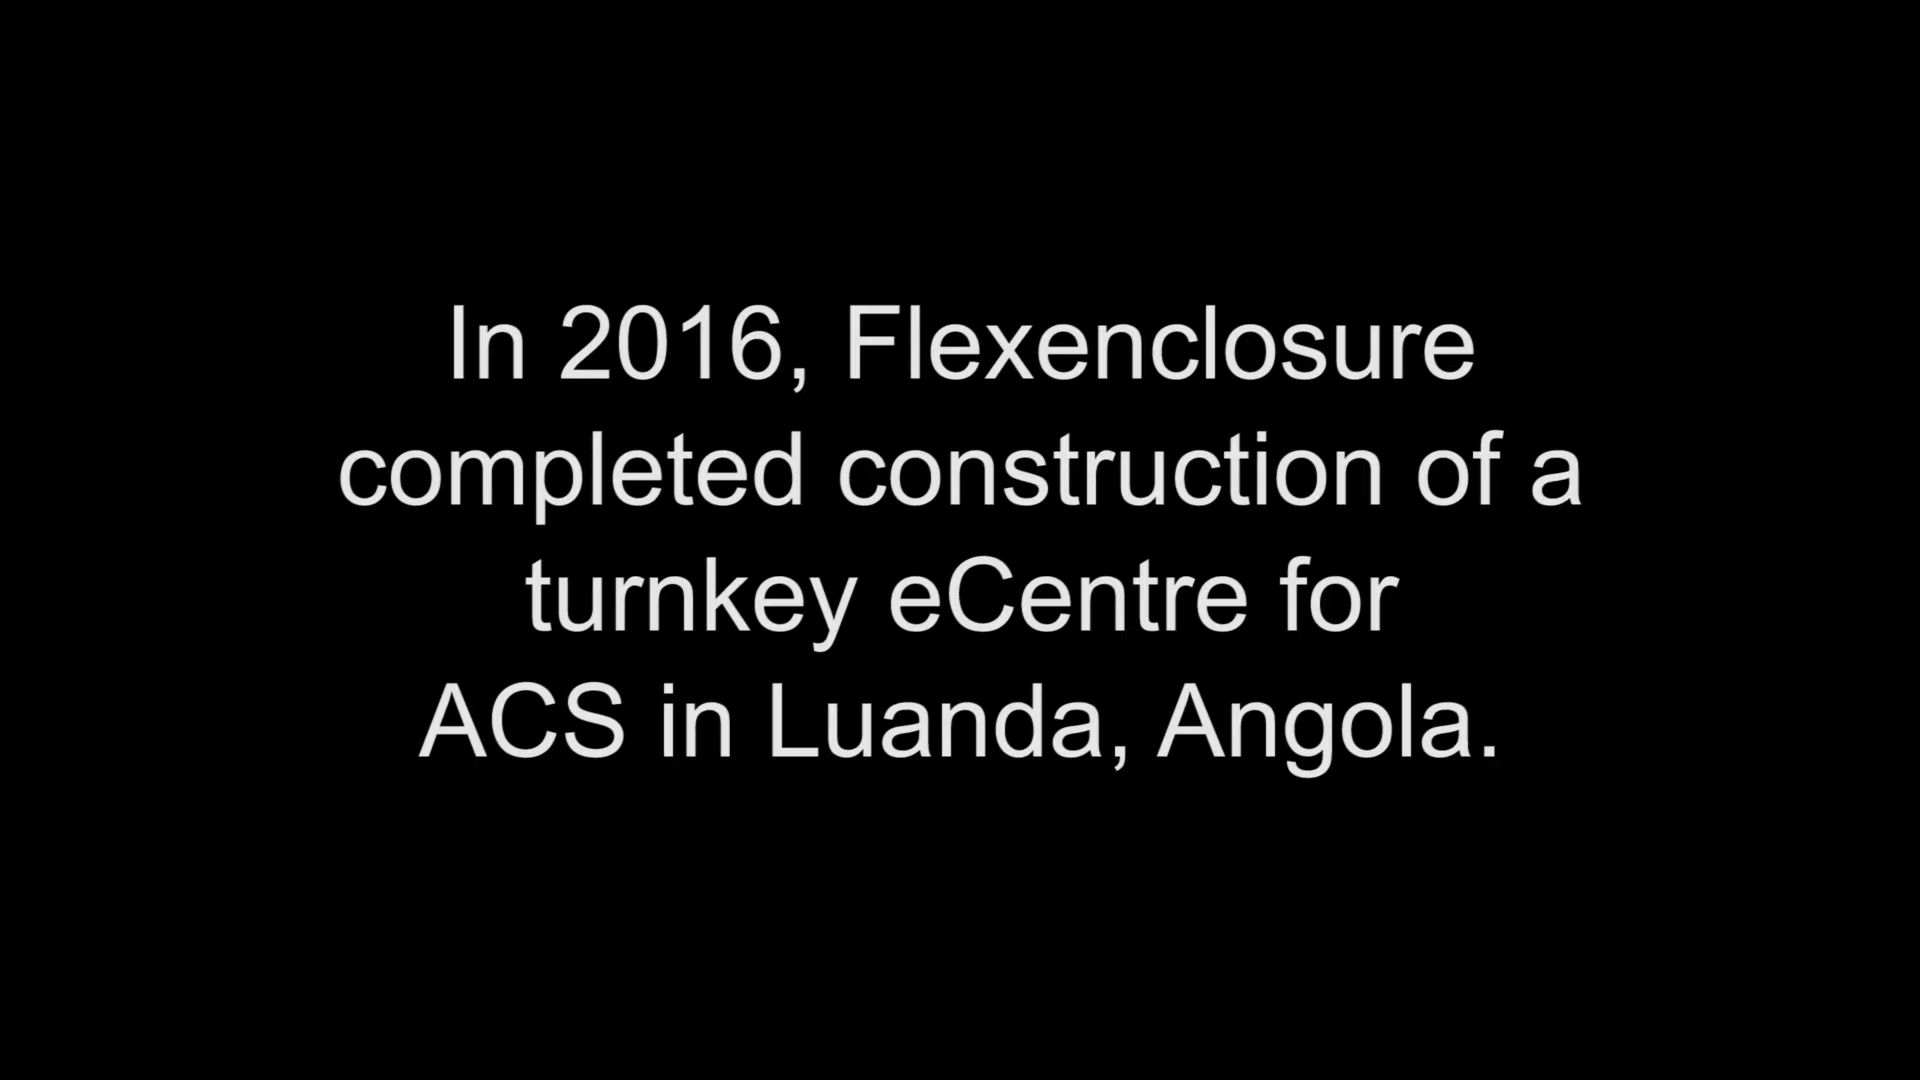 In 2016, Flexenclosure
completed construction of a
turnkey eCentre for
ACS in Luanda, Angola.